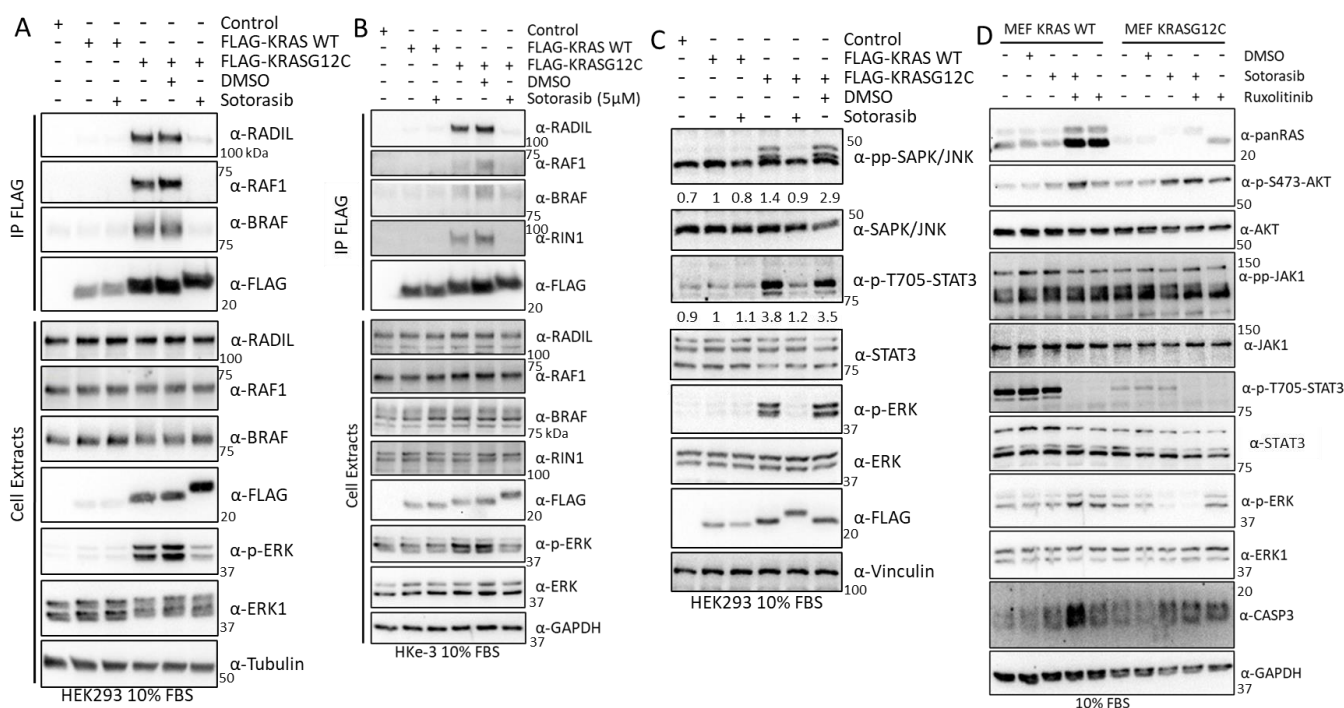 A
+ - - - - - Control
- + + - - - FLAG-KRAS WT
- - - + + + FLAG-KRASG12C
- - - - + - DMSO
- - + - - + Sotorasib
IP FLAG
α-RADIL
100 kDa
75
α-RAF1
α-BRAF
75
α-FLAG
20
Cell Extracts
α-RADIL
100
75
α-RAF1
α-BRAF
75
α-FLAG
20
α-p-ERK
37
α-ERK1
37
α-Tubulin
50
HEK293 10% FBS
B
+ - - - - - Control
- + + - - - FLAG-KRAS WT
- - - + + + FLAG-KRASG12C
- - - - + - DMSO
- - + - - + Sotorasib (5μM)
IP FLAG
α-RADIL
100
75
α-RAF1
α-BRAF
75
100
α-RIN1
α-FLAG
20
Cell Extracts
α-RADIL
100
75
α-RAF1
α-BRAF
75 kDa
α-RIN1
100
α-FLAG
20
α-p-ERK
37
α-ERK
37
α-GAPDH
37
HKe-3 10% FBS
C
+ - - - - - Control
- + + - - - FLAG-KRAS WT
- - - + + + FLAG-KRASG12C
- - - - - + DMSO
- - + - + - Sotorasib
50
α-pp-SAPK/JNK
0.7 1 0.8 1.4 0.9 2.9
50
α-SAPK/JNK
α-p-T705-STAT3
75
0.9 1 1.1 3.8 1.2 3.5
α-STAT3
75
α-p-ERK
37
α-ERK
37
α-FLAG
20
α-Vinculin
100
HEK293 10% FBS
D
MEF KRAS WT MEF KRASG12C
- + - - - - + - - - DMSO
- - + + - - - + + - Sotorasib
- - - + + - - - + + Ruxolitinib
α-panRAS
20
α-p-S473-AKT
50
α-AKT
50
150
α-pp-JAK1
150
α-JAK1
α-p-T705-STAT3
75
α-STAT3
75
α-p-ERK
37
α-ERK1
37
20
α-CASP3
α-GAPDH
37
10% FBS